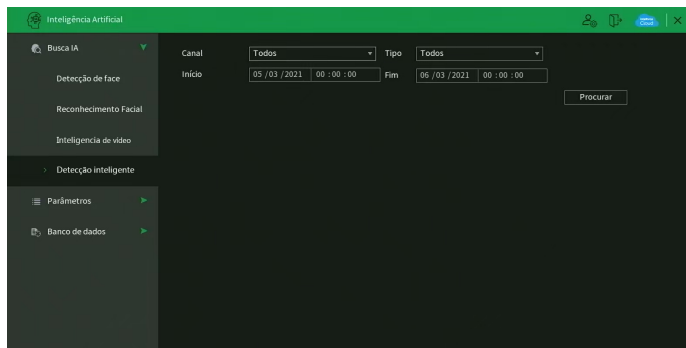 Inteligência Artificial
Cloud
Busca IA
Detecção de face
Reconhecimento Facial
Inteligencia de vídeo
Detecção inteligente
Parâmetros
Banco de dados
Canal Todos Tipo Todos
Início 05 /03 /2021 00 : 00 : 00 Fim 06 /03 /2021 00 : 00 : 00
Procurar